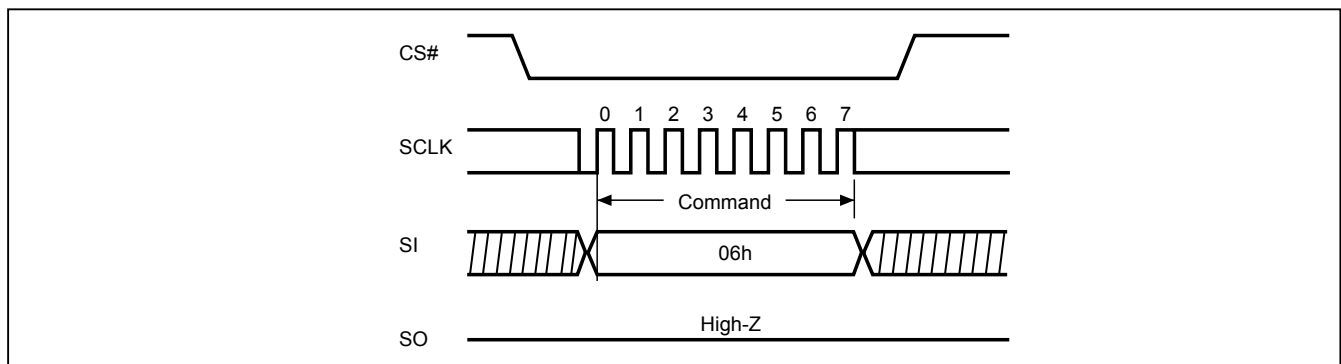 CS#
0 1 2 3 4 5 6 7
SCLK
Command
SI
06h
High-Z
SO